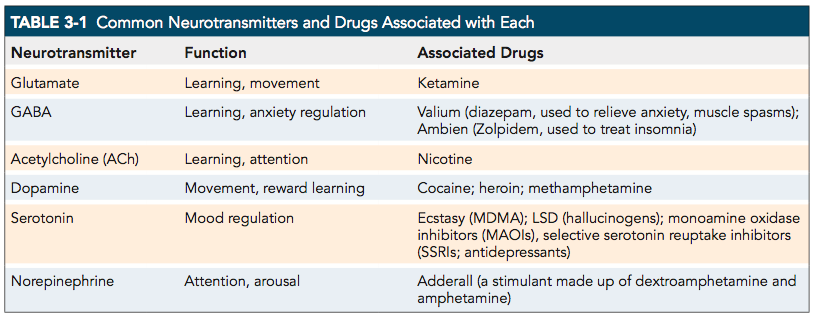 TABLE 3-1 Common Neurotransmitters and Drugs Associated with Each
Neurotransmitter Function Associated Drugs
Glutamate Learning, movement Ketamine
GABA Learning, anxiety regulation Valium (diazepam, used to relieve anxiety, muscle spasms);
Ambien (Zolpidem, used to treat insomnia)
Acetylcholine (ACh) Learning, attention Nicotine
Dopamine Movement, reward learning Cocaine; heroin; methamphetamine
Serotonin Mood regulation Ecstasy (MDMA); LSD (hallucinogens); monoamine oxidase
inhibitors (MAOIs), selective serotonin reuptake inhibitors
(SSRIs; antidepressants)
Norepinephrine Attention, arousal Adderall (a stimulant made up of dextroamphetamine and
amphetamine)